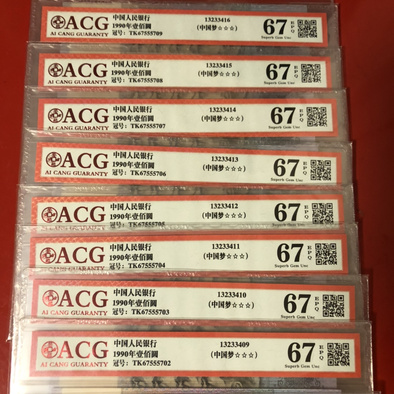 ACG
AI CANG GUARANTY
中国人民银行
1990年壹佰圆
冠号: TK67555709
13233416
(中国梦☆☆☆)
67
EPQ
Superb Gem Unc
ACG
AI CANG GUARANTY
中国人民银行
1990年壹佰圆
冠号: TK67555708
13233415
(中国梦☆☆☆)
67
EPQ
Superb Gem Unc
ACG
AI CANG GUARANTY
中国人民银行
1990年壹佰圆
冠号: TK67555707
13233414
(中国梦☆☆☆)
67
EPQ
Superb Gem Unc
ACG
AI CANG GUARANTY
中国人民银行
1990年壹佰圆
冠号: TK67555706
13233413
(中国梦☆☆☆)
67
EPQ
Superb Gem Unc
ACG
AI CANG GUARANTY
中国人民银行
1990年壹佰圆
冠号: TK67555705
13233412
(中国梦☆☆☆)
67
EPQ
ACG
AI CANG GUARANTY
中国人民银行
1990年壹佰圆
冠号: TK67555704
13233411
(中国梦☆☆☆)
67
EPQ
Superb Gem Unc
ACG
AI CANG GUARANTY
中国人民银行
1990年壹佰圆
冠号: TK67555703
13233410
(中国梦☆☆☆)
67
EPQ
Superb Gem Unc
ACG
AI CANG GUARANTY
中国人民银行
1990年壹佰圆
冠号: TK67555702
13233409
(中国梦☆☆☆)
67
EPQ
Superb Gem Unc